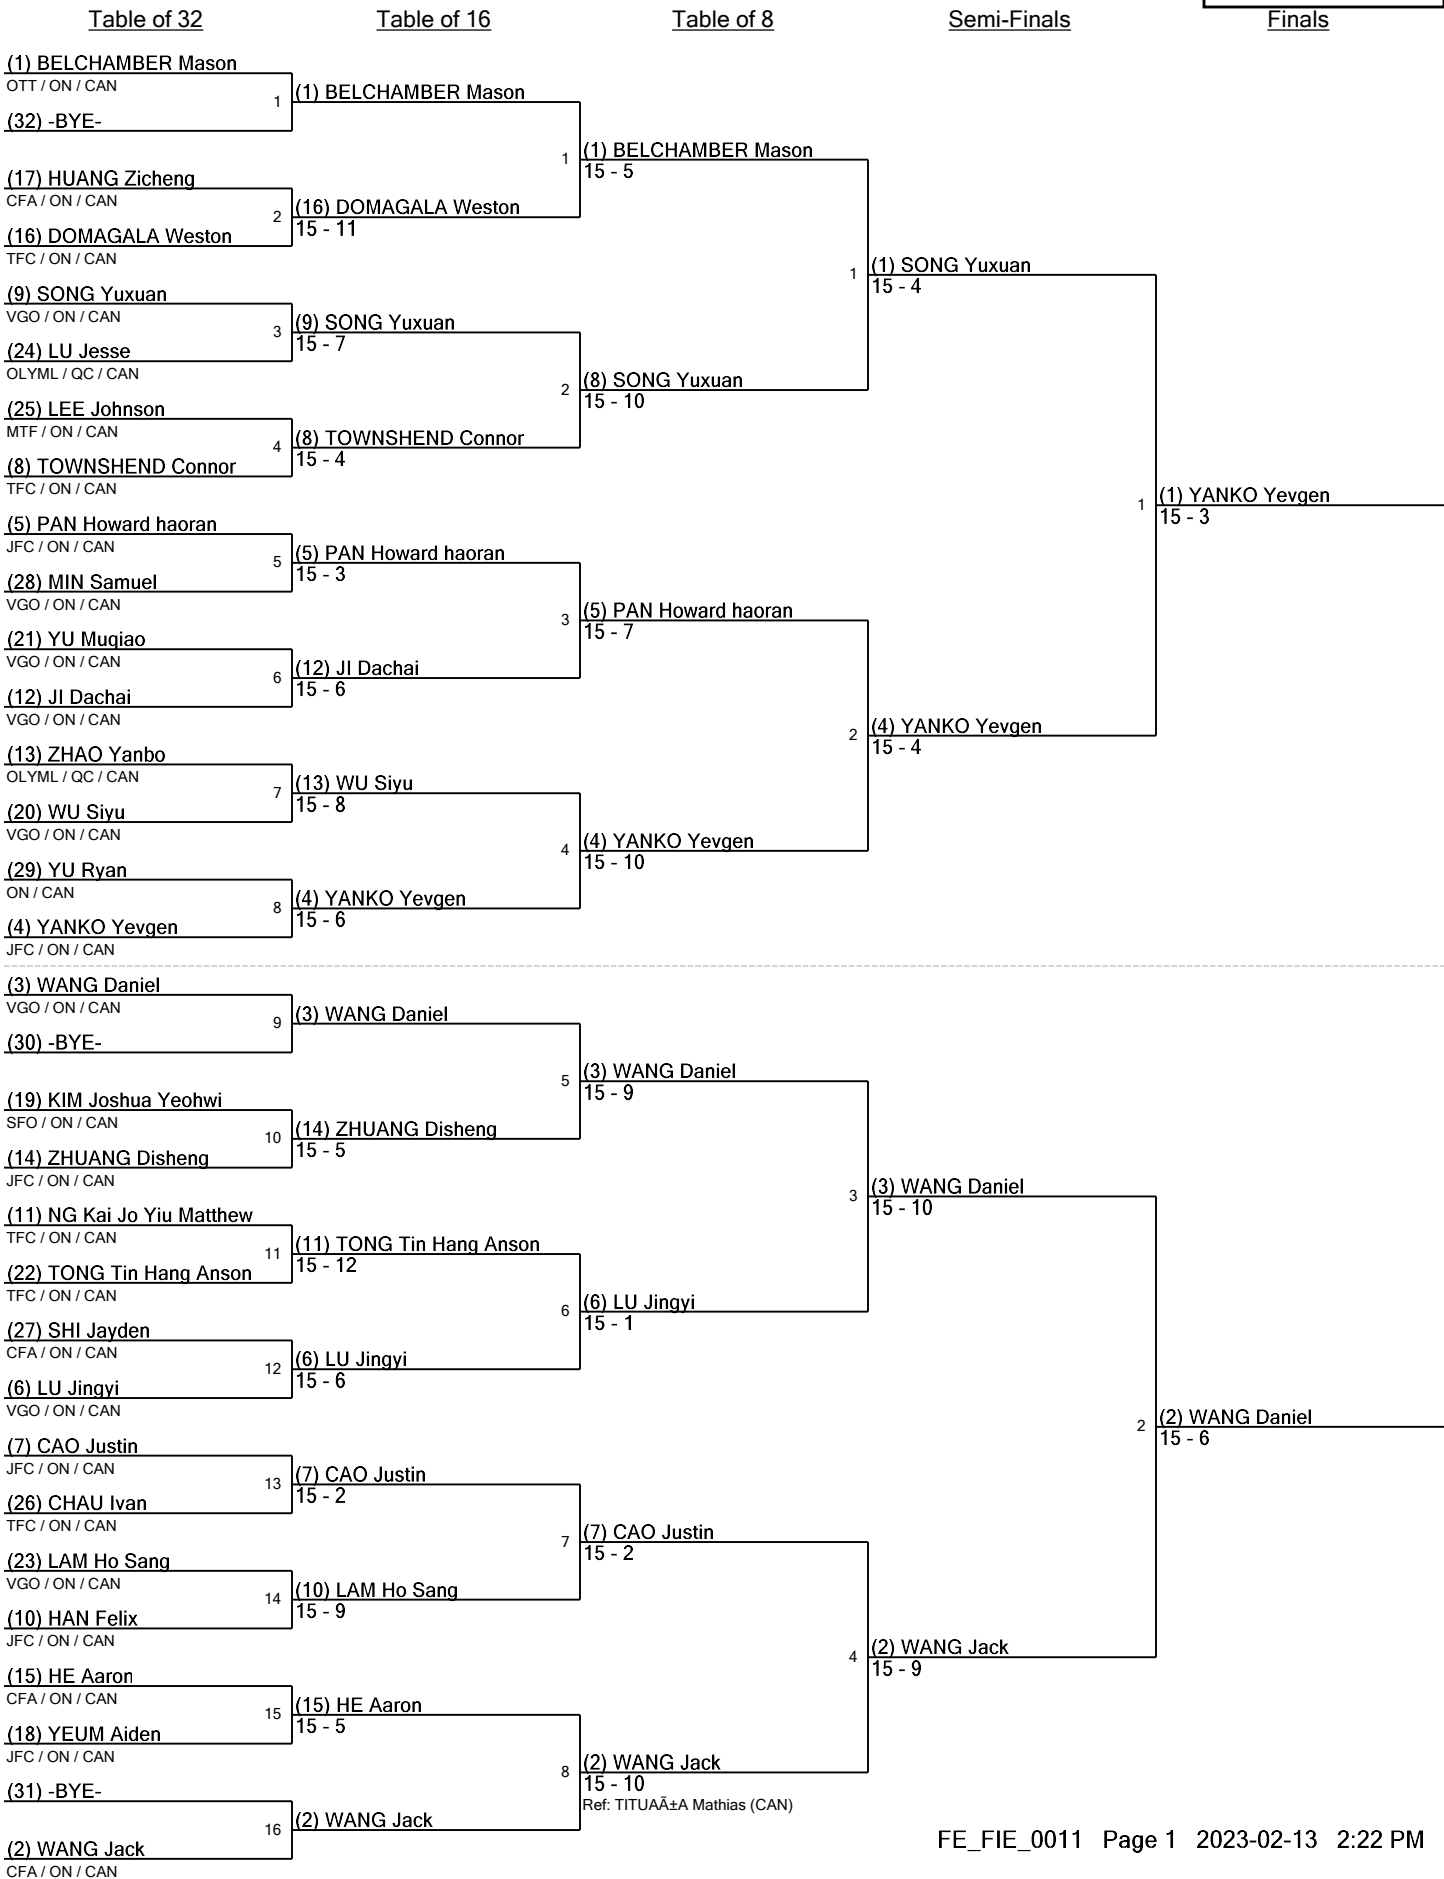 Table of 32 Table of 16 Table of 8 Semi-Finals Finals
(1) BELCHAMBER Mason
OTT / ON / CAN
1 (1) BELCHAMBER Mason
(32) -BYE-
1 (1) BELCHAMBER Mason
15 - 5
(17) HUANG Zicheng
CFA / ON / CAN
2 (16) DOMAGALA Weston
15 - 11
(16) DOMAGALA Weston
TFC / ON / CAN
1 (1) SONG Yuxuan
15 - 4
(9) SONG Yuxuan
VGO / ON / CAN
3 (9) SONG Yuxuan
15 - 7
(24) LU Jesse
OLYML / QC / CAN
2 (8) SONG Yuxuan
15 - 10
(25) LEE Johnson
MTF / ON / CAN
4 (8) TOWNSHEND Connor
15 - 4
(8) TOWNSHEND Connor
TFC / ON / CAN
1 (1) YANKO Yevgen
15 - 3
(5) PAN Howard haoran
JFC / ON / CAN
5 (5) PAN Howard haoran
15 - 3
(28) MIN Samuel
VGO / ON / CAN
3 (5) PAN Howard haoran
15 - 7
(21) YU Muqiao
VGO / ON / CAN
6 (12) JI Dachai
15 - 6
(12) JI Dachai
VGO / ON / CAN
2 (4) YANKO Yevgen
15 - 4
(13) ZHAO Yanbo
OLYML / QC / CAN
7 (13) WU Siyu
15 - 8
(20) WU Siyu
VGO / ON / CAN
4 (4) YANKO Yevgen
15 - 10
(29) YU Ryan
ON / CAN
8 (4) YANKO Yevgen
15 - 6
(4) YANKO Yevgen
JFC / ON / CAN
(3) WANG Daniel
VGO / ON / CAN
9 (3) WANG Daniel
(30) -BYE-
5 (3) WANG Daniel
15 - 9
(19) KIM Joshua Yeohwi
SFO / ON / CAN
10 (14) ZHUANG Disheng
15 - 5
(14) ZHUANG Disheng
JFC / ON / CAN
3 (3) WANG Daniel
15 - 10
(11) NG Kai Jo Yiu Matthew
TFC / ON / CAN
11 (11) TONG Tin Hang Anson
15 - 12
(22) TONG Tin Hang Anson
TFC / ON / CAN
6 (6) LU Jingyi
15 - 1
(27) SHI Jayden
CFA / ON / CAN
12 (6) LU Jingyi
15 - 6
(6) LU Jingyi
VGO / ON / CAN
2 (2) WANG Daniel
15 - 6
(7) CAO Justin
JFC / ON / CAN
13 (7) CAO Justin
15 - 2
(26) CHAU Ivan
TFC / ON / CAN
7 (7) CAO Justin
15 - 2
(23) LAM Ho Sang
VGO / ON / CAN
14 (10) LAM Ho Sang
15 - 9
(10) HAN Felix
JFC / ON / CAN
4 (2) WANG Jack
15 - 9
(15) HE Aaron
CFA / ON / CAN
15 (15) HE Aaron
15 - 5
(18) YEUM Aiden
JFC / ON / CAN
8 (2) WANG Jack
15 - 10
Ref: TITUAÃ±A Mathias (CAN)
(31) -BYE-
16 (2) WANG Jack
(2) WANG Jack
CFA / ON / CAN
FE_FIE_0011 Page 1 2023-02-13 2:22 PM